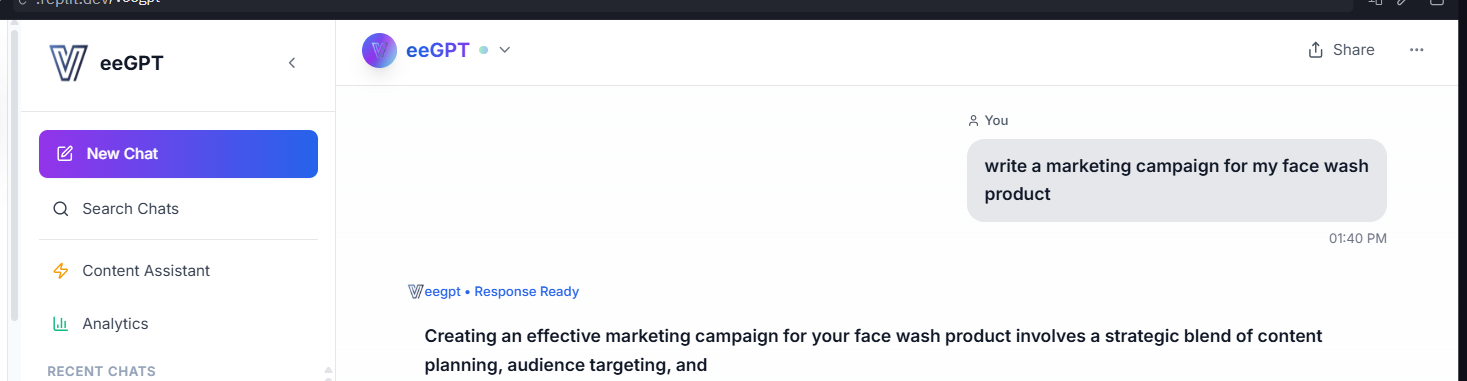 .replit.dev/veegpt
eeGPT
New Chat
Search Chats
Content Assistant
Analytics
RECENT CHATS
eeGPT
Share
You
write a marketing campaign for my face wash
product
01:40 PM
Veegpt • Response Ready
Creating an effective marketing campaign for your face wash product involves a strategic blend of content
planning, audience targeting, and